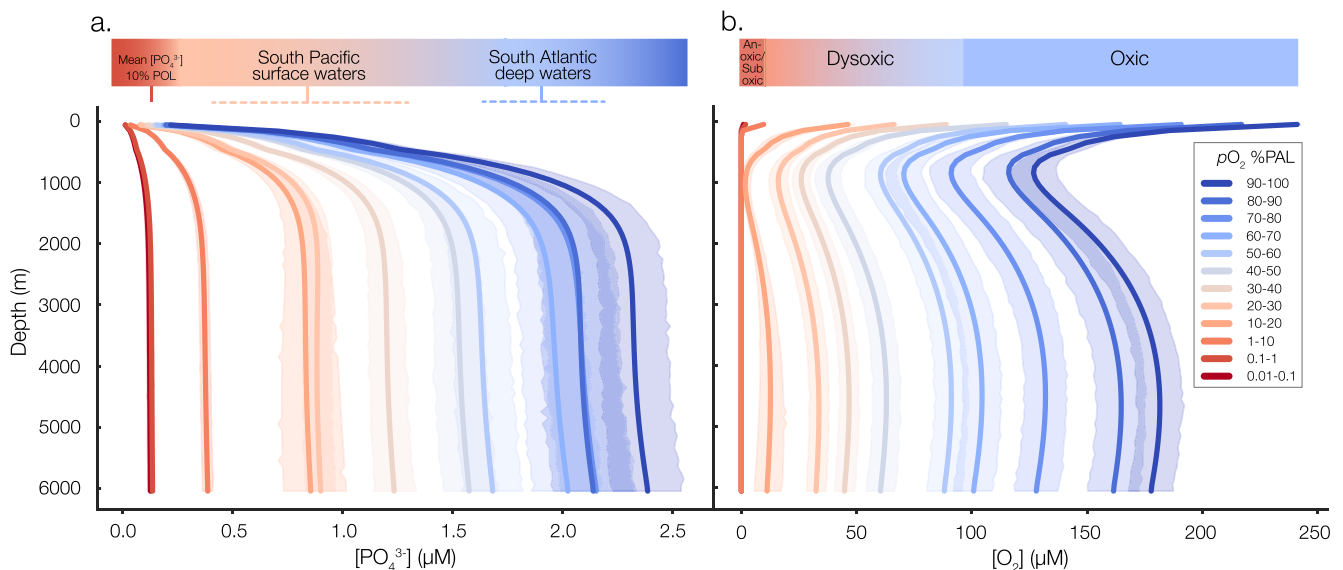 a.
Mean [PO₄³⁻]
10% POL
South Pacific
surface waters
South Atlantic
deep waters
0
1000
2000
3000
4000
5000
6000
Depth (m)
0.0
0.5
1.0
1.5
2.0
2.5
[PO₄³⁻] (μM)
b.
An-
oxic/
Sub
oxic
Dysoxic
Oxic
pO₂ %PAL
90-100
80-90
70-80
60-70
50-60
40-50
30-40
20-30
10-20
1-10
0.1-1
0.01-0.1
0
50
100
150
200
250
[O₂] (μM)